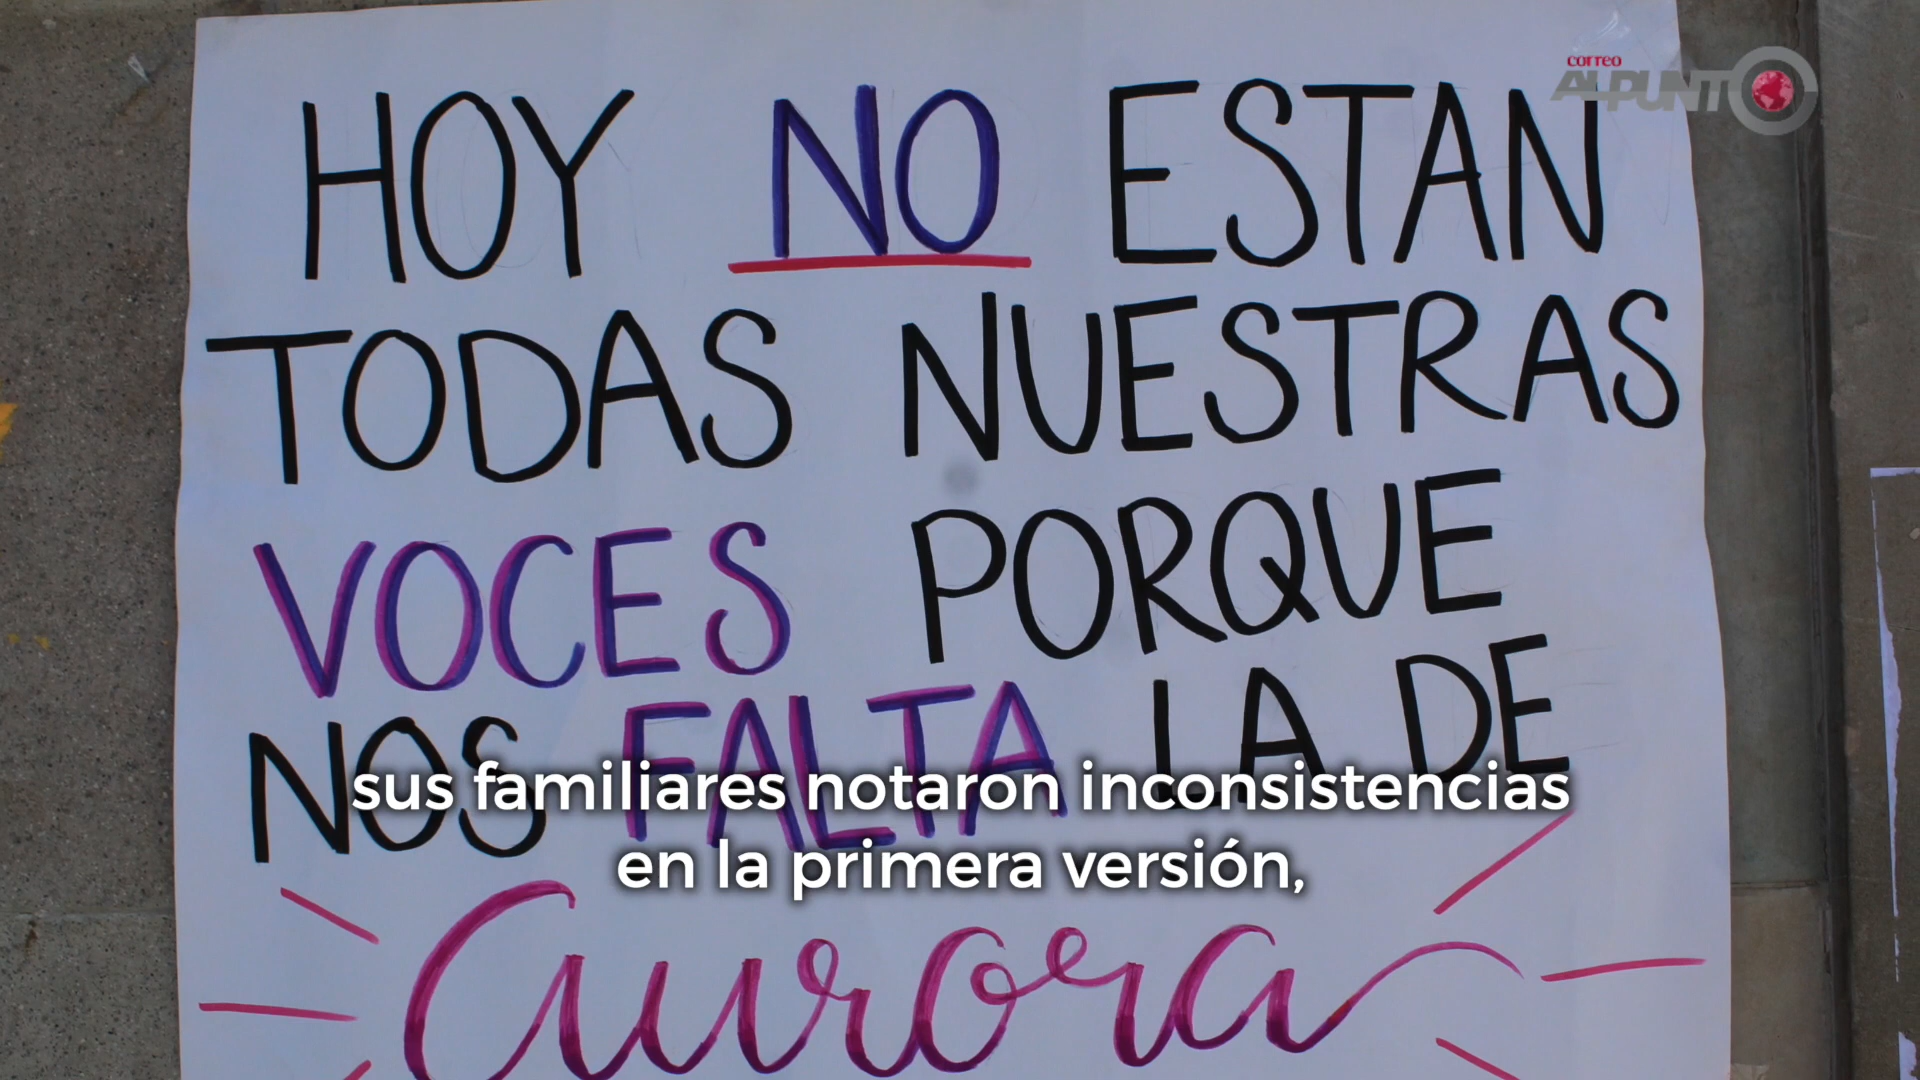 correo
ALPUNTO
HOY NO ESTAN
TODAS NUESTRAS
VOCES PORQUE
NOS FALTA LA DE
sus familiares notaron inconsistencias
en la primera versión,
aurora